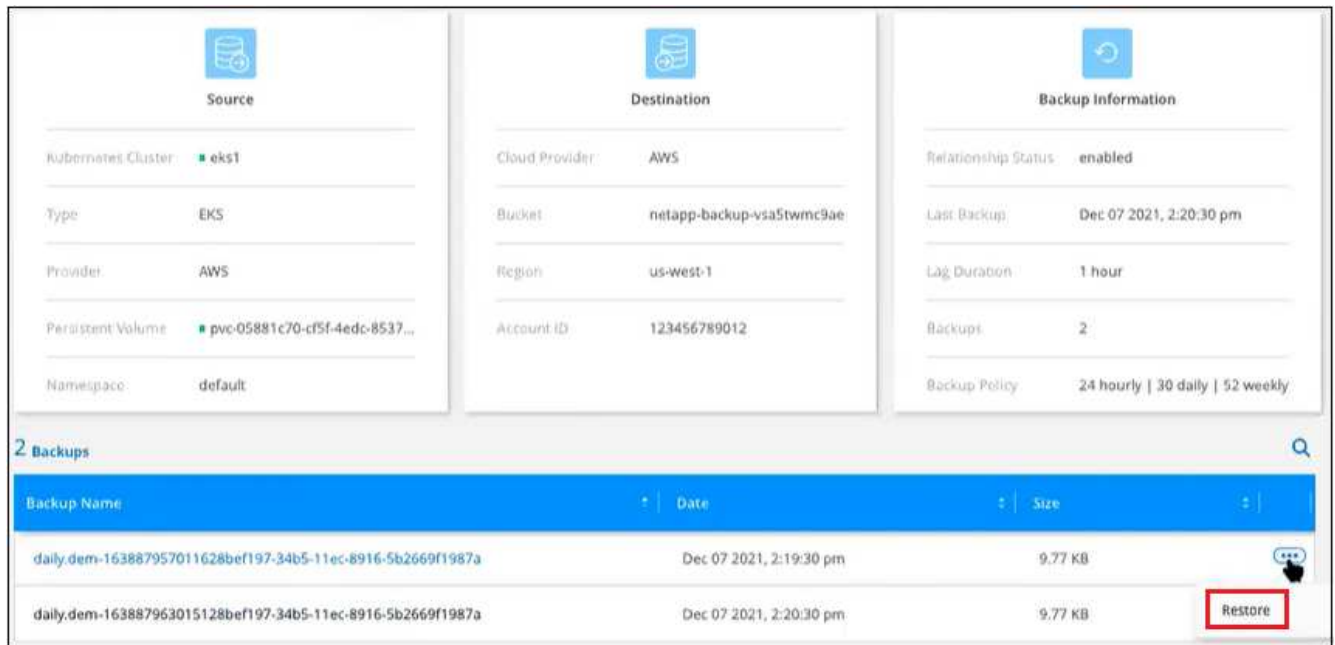 Source
Kubernetes Cluster eks1
Type EKS
Provider AWS
Persistent Volume pvc-05881c70-cf5f-4edc-8537...
Namespace default
Destination
Cloud Provider AWS
Bucket netapp-backup-vsa5twmc9ae
Region us-west-1
Account ID 123456789012
Backup Information
Relationship Status enabled
Last Backup Dec 07 2021, 2:20:30 pm
Lag Duration 1 hour
Backups 2
Backup Policy 24 hourly | 30 daily | 52 weekly
2 Backups
Backup Name Date Size
daily.dem-163887957011628bef197-34b5-11ec-8916-5b2669f1987a Dec 07 2021, 2:19:30 pm 9.77 KB
daily.dem-163887963015128bef197-34b5-11ec-8916-5b2669f1987a Dec 07 2021, 2:20:30 pm 9.77 KB
Restore